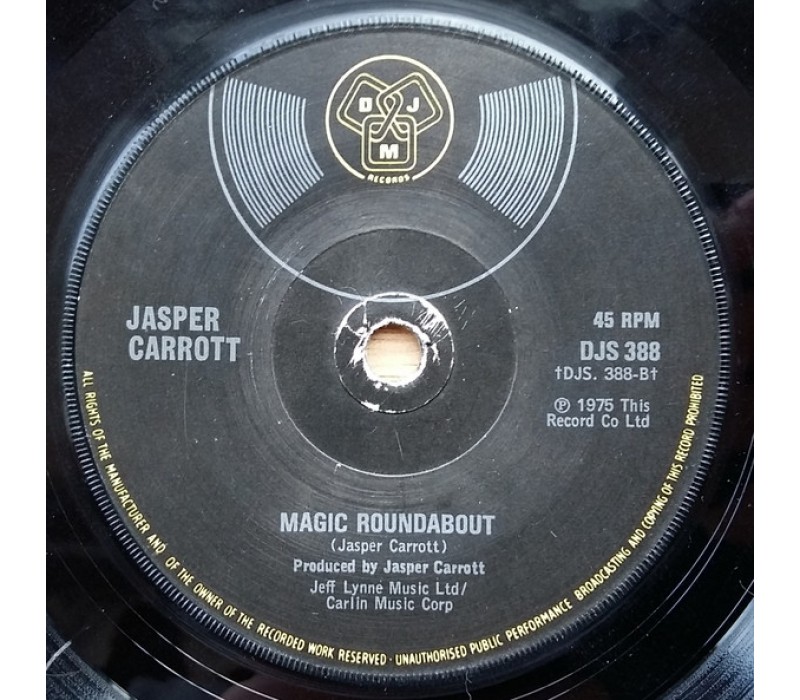 D J
M
RECORDS
JASPER
CARROTT
45 RPM
DJS 388
†DJS. 388-B†
℗ 1975 This
Record Co Ltd
MAGIC ROUNDABOUT
(Jasper Carrott)
Produced by Jasper Carrott
Jeff Lynne Music Ltd/
Carlin Music Corp
ALL RIGHTS OF THE MANUFACTURER AND OF THE OWNER OF THE RECORDED WORK RESERVED · UNAUTHORISED PUBLIC PERFORMANCE BROADCASTING AND COPYING OF THIS RECORD PROHIBITED